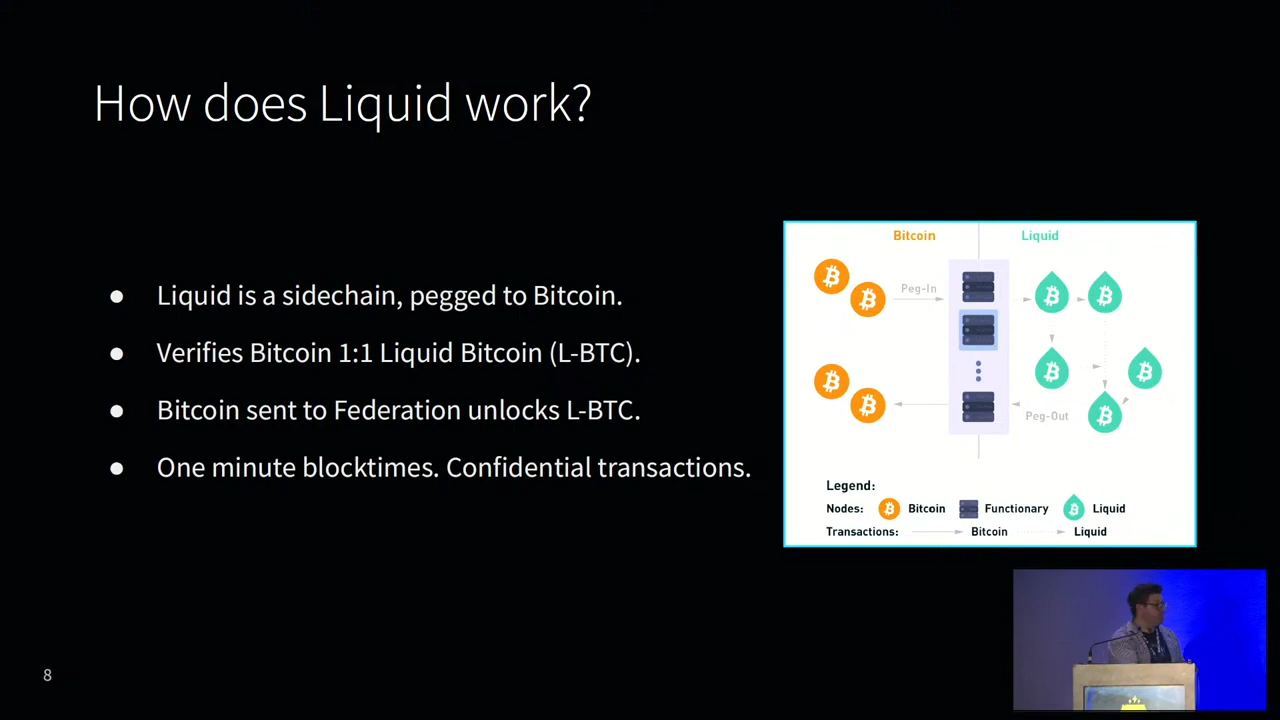 How does Liquid work?
● Liquid is a sidechain, pegged to Bitcoin.
● Verifies Bitcoin 1:1 Liquid Bitcoin (L-BTC).
● Bitcoin sent to Federation unlocks L-BTC.
● One minute blocktimes. Confidential transactions.
Bitcoin Liquid
Peg-In
Peg-Out
Legend:
Nodes: Bitcoin Functionary Liquid
Transactions: Bitcoin Liquid
8